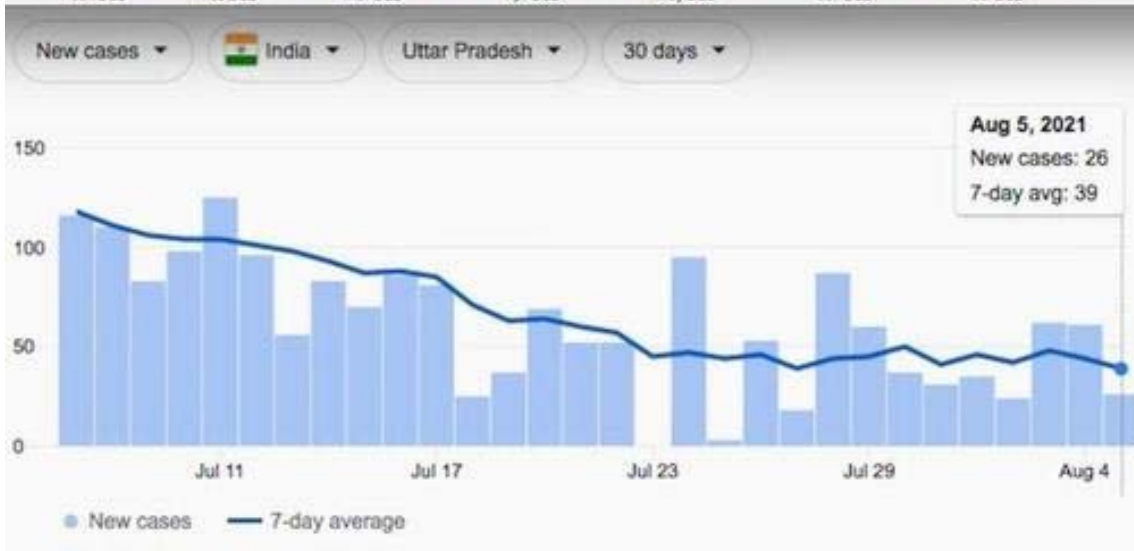 New cases India Uttar Pradesh 30 days
Aug 5, 2021
New cases: 26
7-day avg: 39
150
100
50
0
Jul 11 Jul 17 Jul 23 Jul 29 Aug 4
New cases 7-day average